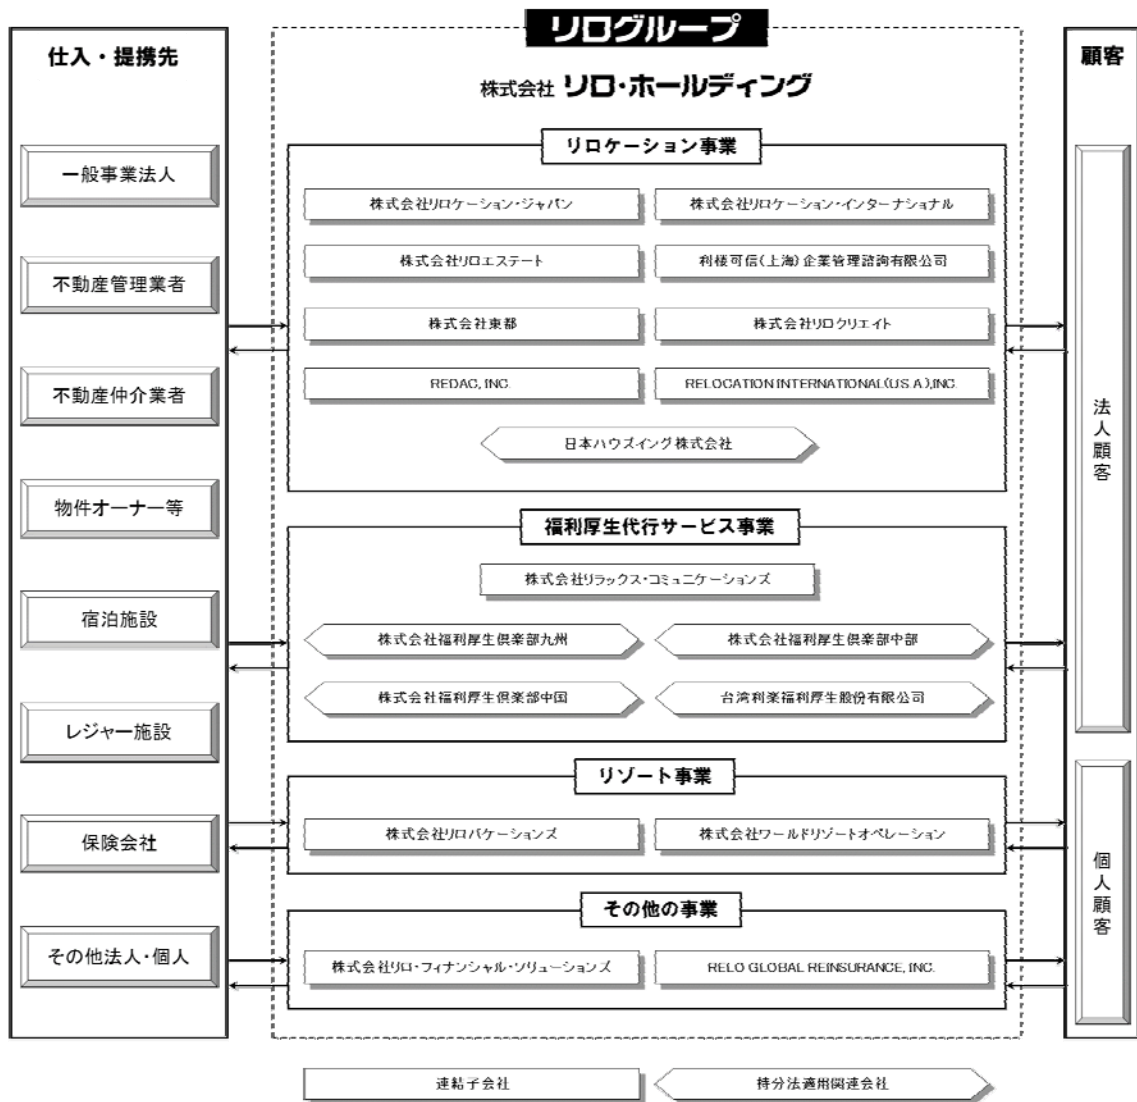 リログループ
株式会社 リロ・ホールディング
仕入・提携先
一般事業法人
不動産管理業者
不動産仲介業者
物件オーナー等
宿泊施設
レジャー施設
保険会社
その他法人・個人
リロケーション事業
株式会社リロケーション・ジャパン
株式会社リロケーション・インターナショナル
株式会社リロエステート
利楼可信(上海)企業管理諮詢有限公司
株式会社東都
株式会社リロクリエイト
REDAC, INC.
RELOCATION INTERNATIONAL(U.S.A.),INC.
日本ハウズイング株式会社
福利厚生代行サービス事業
株式会社リラックス・コミュニケーションズ
株式会社福利厚生倶楽部九州
株式会社福利厚生倶楽部中部
株式会社福利厚生倶楽部中国
台湾利楽福利厚生股份有限公司
リゾート事業
株式会社リロバケーションズ
株式会社ワールドリゾートオペレーション
その他の事業
株式会社リロ・フィナンシャル・ソリューションズ
RELO GLOBAL REINSURANCE, INC.
顧客
法人顧客
個人顧客
連結子会社
持分法適用関連会社